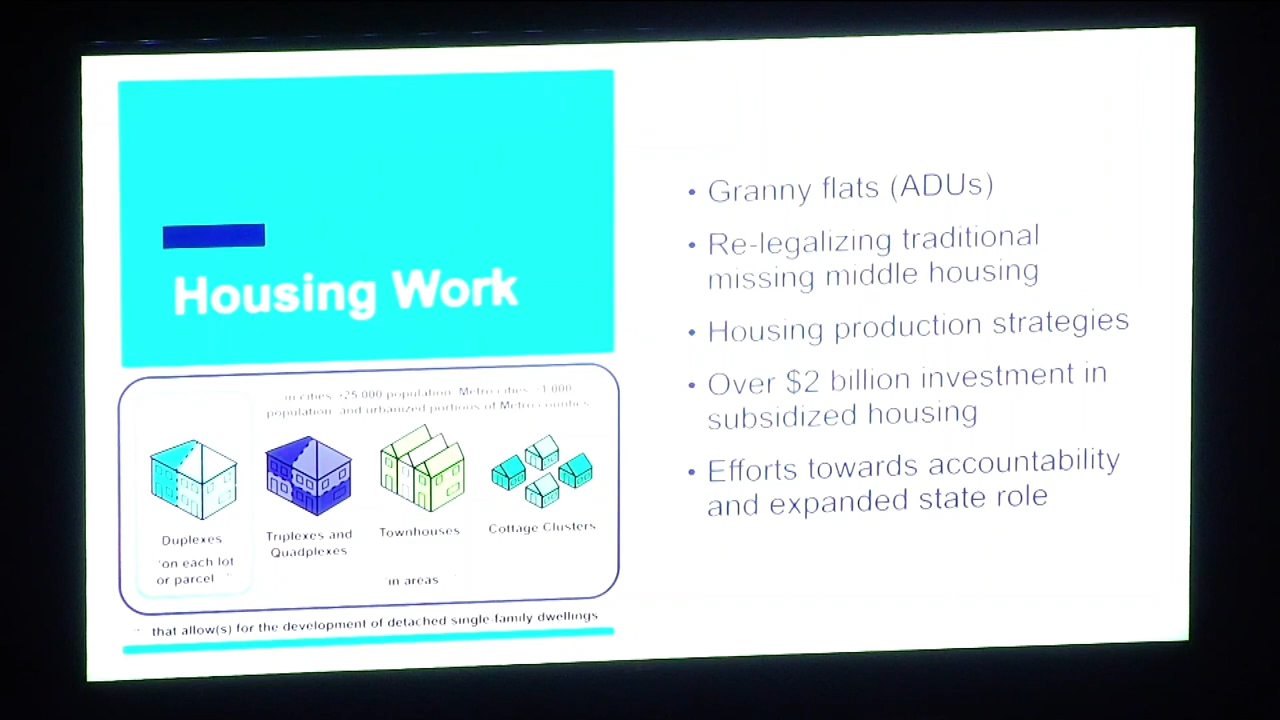 Housing Work
in cities >25,000 population, Metro cities >1,000
population, and urbanized portions of Metro counties
Duplexes
Triplexes and
Quadplexes
Townhouses
Cottage Clusters
"on each lot
or parcel
in areas
that allow(s) for the development of detached single-family dwellings
• Granny flats (ADUs)
• Re-legalizing traditional
missing middle housing
• Housing production strategies
• Over $2 billion investment in
subsidized housing
• Efforts towards accountability
and expanded state role